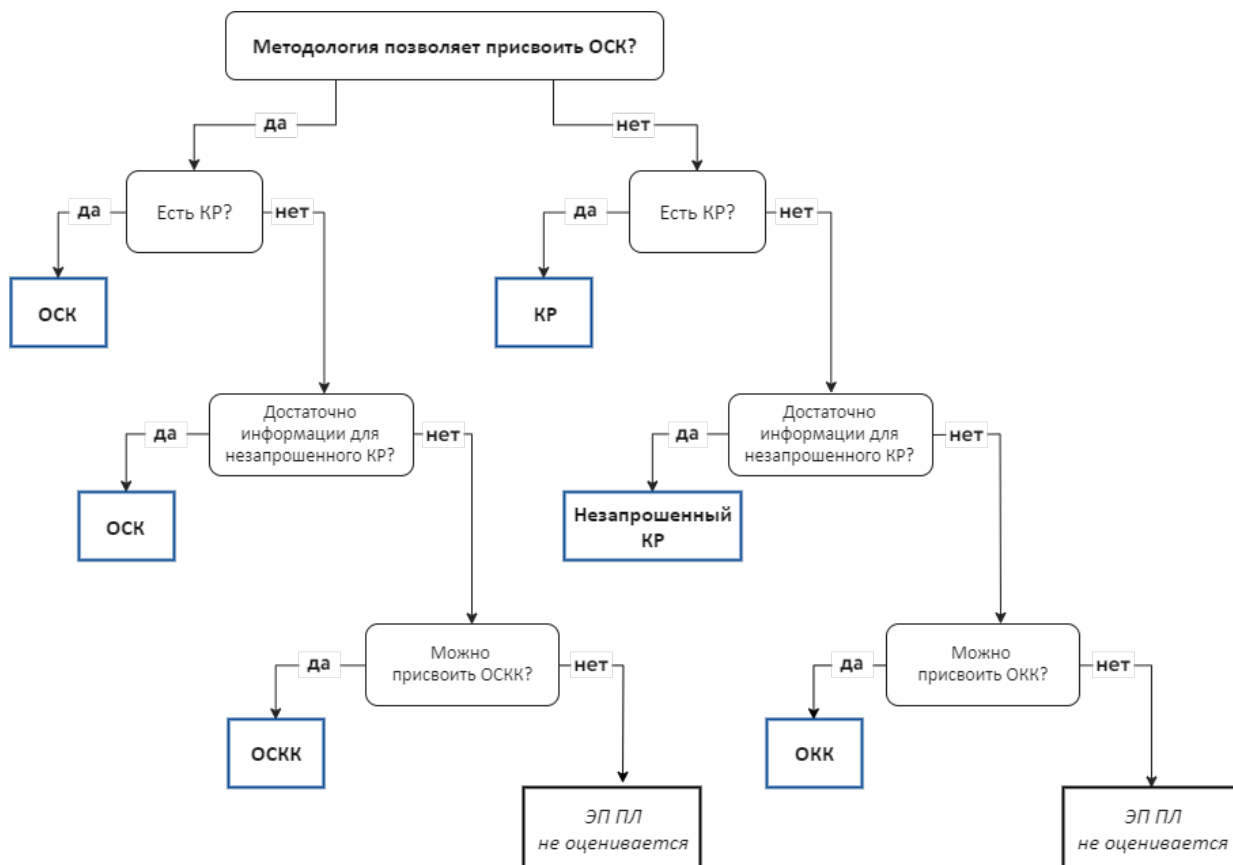 Методология позволяет присвоить ОСК?
да
нет
Есть КР?
Есть КР?
да
нет
да
нет
ОСК
КР
Достаточно
информации для
незапрошенного КР?
Достаточно
информации для
незапрошенного КР?
да
нет
да
нет
ОСК
Незапрошенный
КР
Можно
присвоить ОСКК?
Можно
присвоить ОКК?
да
нет
да
нет
ОСКК
ОКК
ЭП ПЛ
не оценивается
ЭП ПЛ
не оценивается